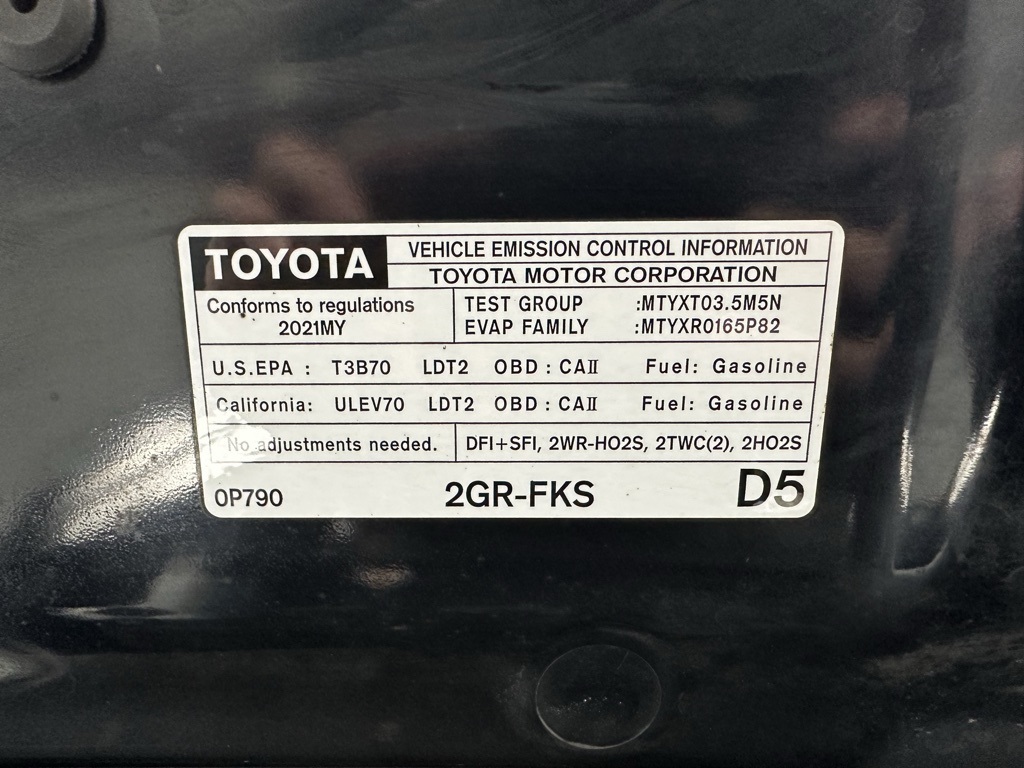 TOYOTA
VEHICLE EMISSION CONTROL INFORMATION
TOYOTA MOTOR CORPORATION
Conforms to regulations
2021MY
TEST GROUP :MTYXT03.5M5N
EVAP FAMILY :MTYXR0165P82
U.S.EPA : T3B70 LDT2 OBD : CAⅡ Fuel: Gasoline
California: ULEV70 LDT2 OBD : CAⅡ Fuel: Gasoline
No adjustments needed.
DFI+SFI, 2WR-HO2S, 2TWC(2), 2HO2S
0P790 2GR-FKS D5